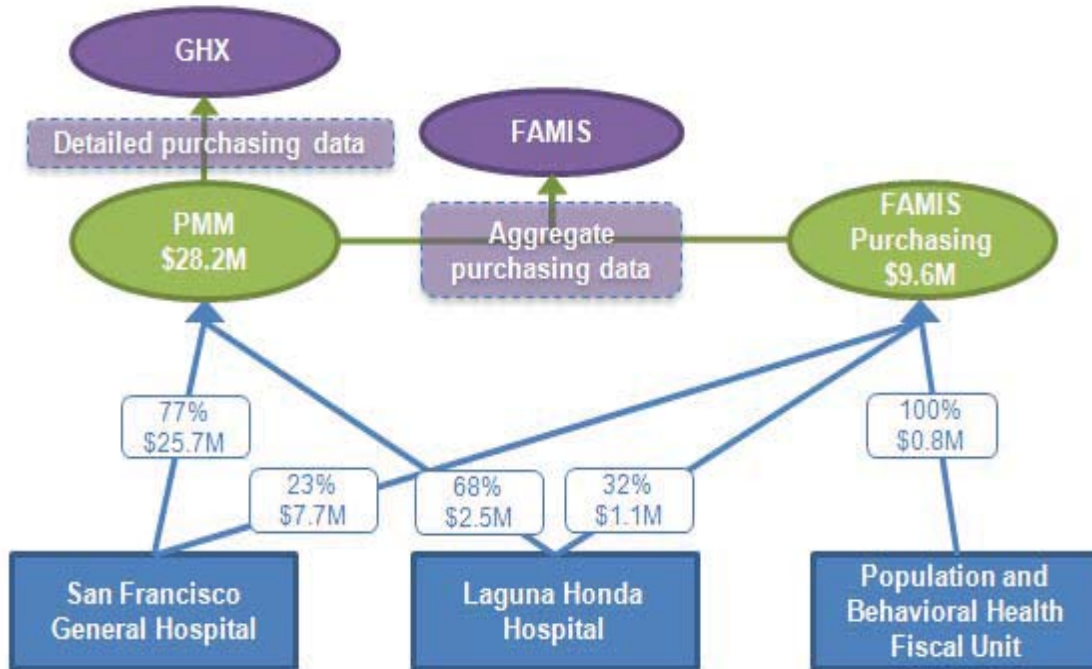 GHX
Detailed purchasing data
FAMIS
PMM
$28.2M
Aggregate
purchasing data
FAMIS
Purchasing
$9.6M
77%
$25.7M
23%
$7.7M
68%
$2.5M
32%
$1.1M
100%
$0.8M
San Francisco
General Hospital
Laguna Honda
Hospital
Population and
Behavioral Health
Fiscal Unit